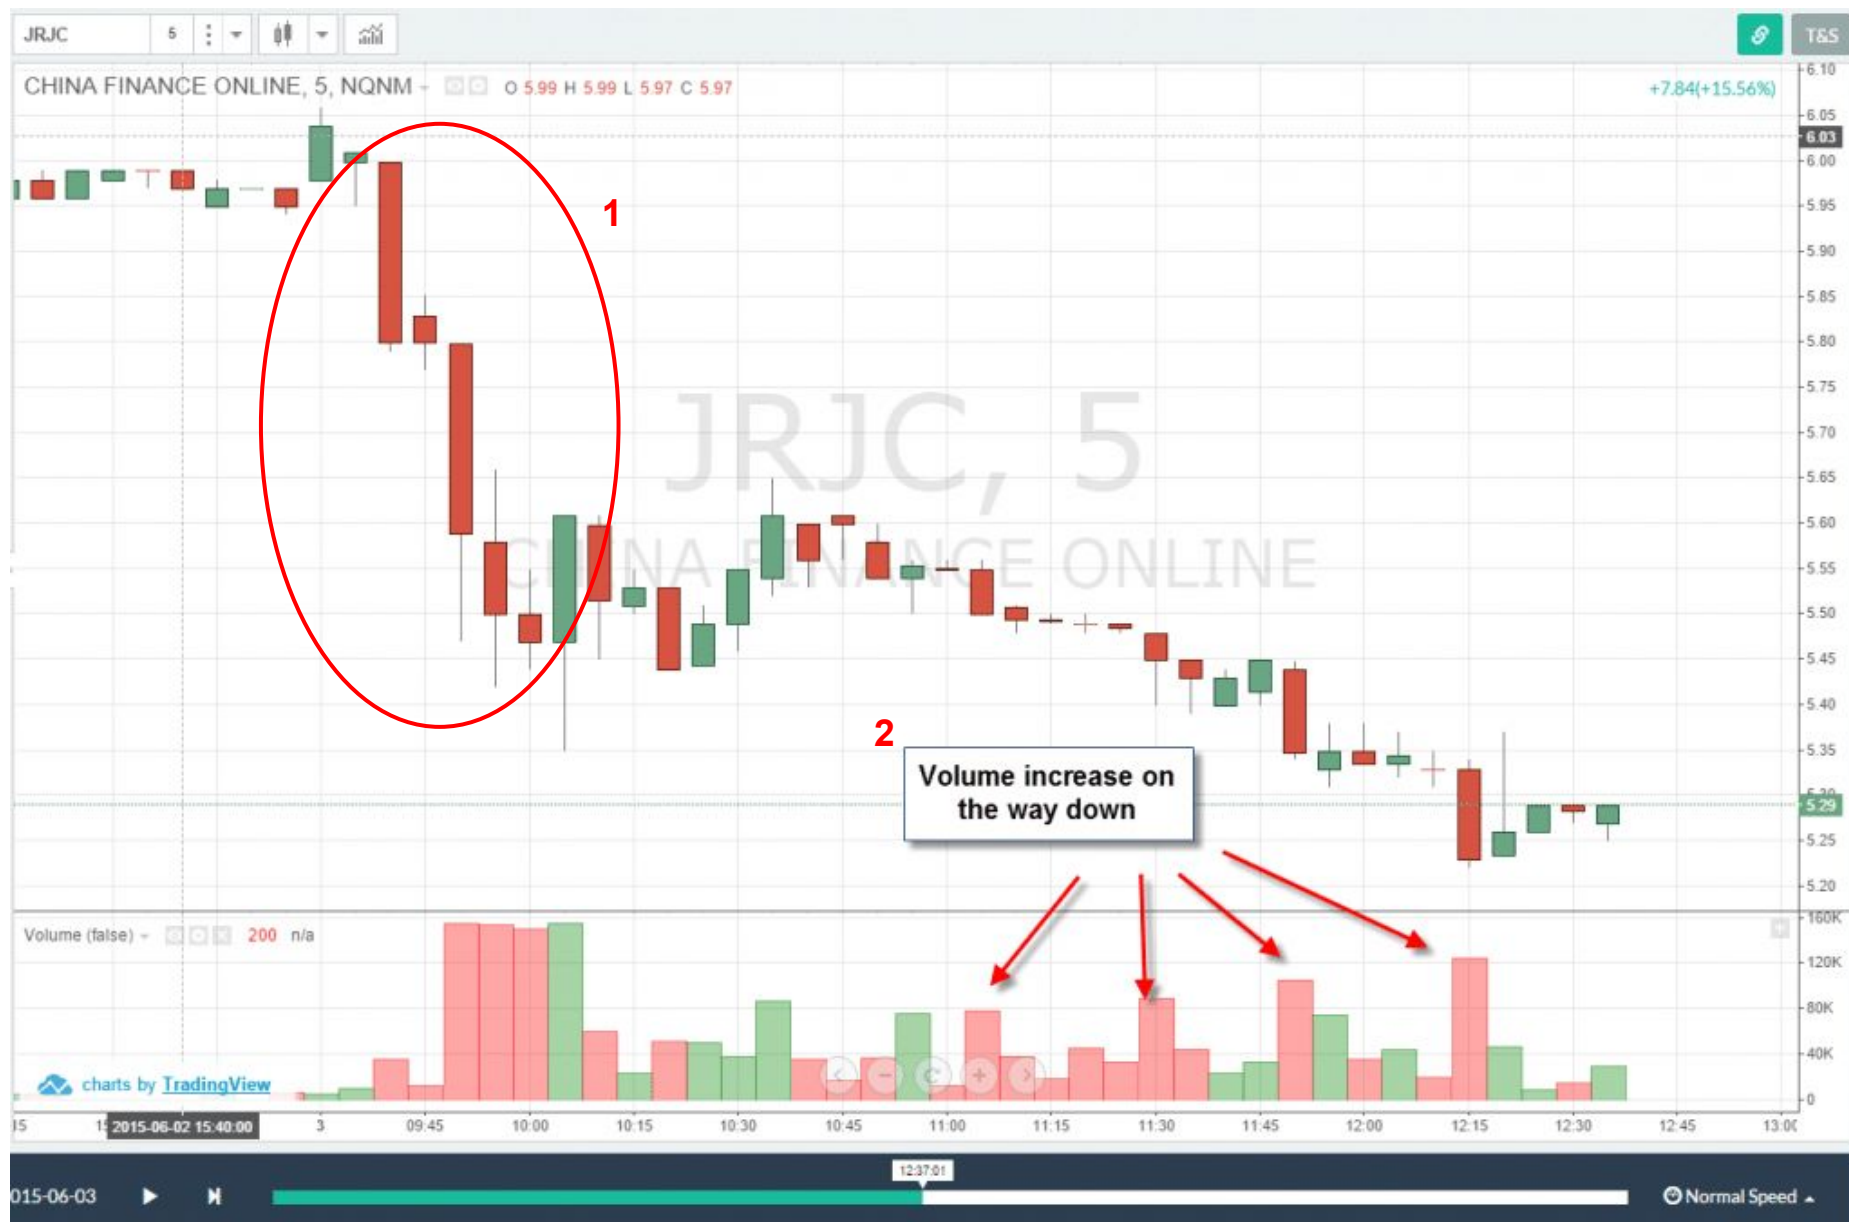 JRJC 5 T&S
CHINA FINANCE ONLINE, 5, NQNM O 5.99 H 5.99 L 5.97 C 5.97
+7.84(+15.56%)
6.10
6.05
6.03
6.00
5.95
5.90
5.85
5.80
5.75
5.70
5.65
5.60
5.55
5.50
5.45
5.40
5.35
5.30
5.29
5.25
5.20
1
JRJC, 5
CHINA FINANCE ONLINE
2
Volume increase on
the way down
Volume (false) 200 n/a
160K
120K
80K
40K
0
charts by TradingView
2015-06-02 15:40:00 3 09:45 10:00 10:15 10:30 10:45 11:00 11:15 11:30 11:45 12:00 12:15 12:30 12:45 13:00
12:37:01
015-06-03 Normal Speed